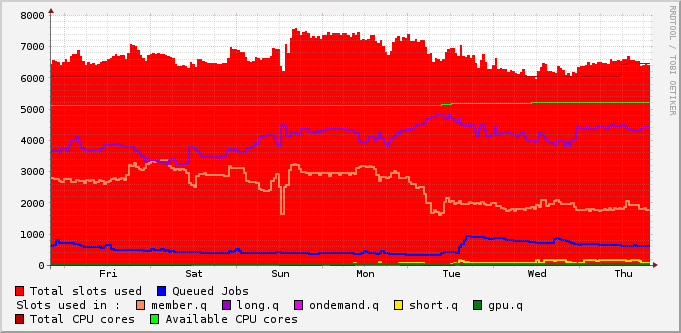 8000
7000
6000
5000
4000
3000
2000
1000
0
Fri Sat Sun Mon Tue Wed Thu
RRDTOOL / TOBI OETIKER
Total slots used Queued Jobs
Slots used in : member.q long.q ondemand.q short.q gpu.q
Total CPU cores Available CPU cores